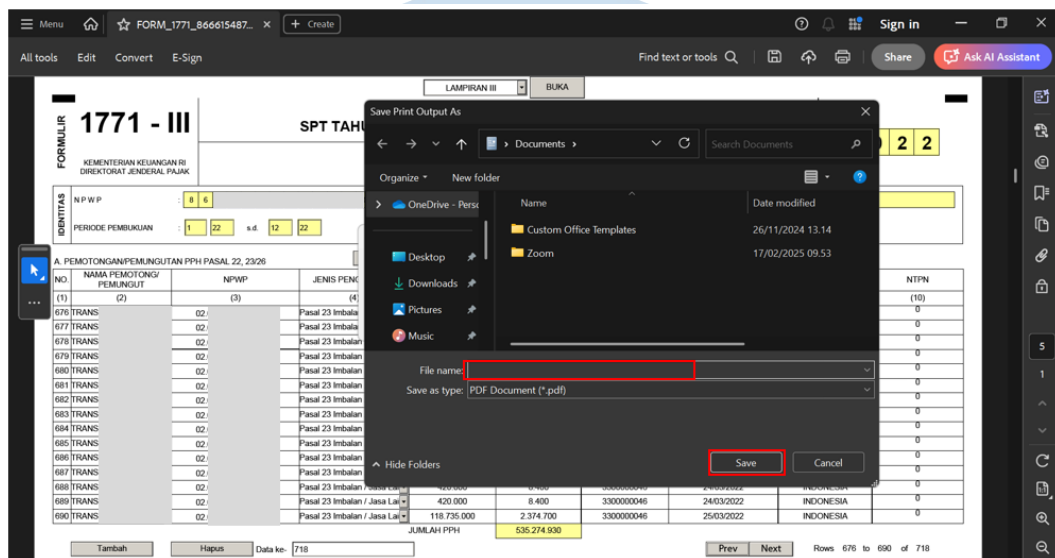 Menu FORM_1771_866615487... × + Create Sign in
All tools Edit Convert E-Sign Find text or tools Share Ask AI Assistant
LAMPIRAN III BUKA
FORMULIR 1771 - III SPT TAHU 2 2
KEMENTERIAN KEUANGAN RI
DIREKTORAT JENDERAL PAJAK
IDENTITAS
NPWP : 8 6
PERIODE PEMBUKUAN : 1 22 s.d. 12 22
A. PEMOTONGAN/PEMUNGUTAN PPH PASAL 22, 23/26
NO. NAMA PEMOTONG/ PEMUNGUT NPWP JENIS PENG NTPN
(1) (2) (3) (4) (10)
676 TRANS 02. Pasal 23 Imbala 0
677 TRANS 02. Pasal 23 Imbala 0
678 TRANS 02. Pasal 23 Imbalan 0
679 TRANS 02. Pasal 23 Imbalan 0
680 TRANS 02. Pasal 23 Imbalan 0
681 TRANS 02. Pasal 23 Imbalan 0
682 TRANS 02. Pasal 23 Imbalan 0
683 TRANS 02. Pasal 23 Imbalan 0
684 TRANS 02. Pasal 23 Imbalan 0
685 TRANS 02. Pasal 23 Imbalan 0
686 TRANS 02. Pasal 23 Imbalan 0
687 TRANS 02. Pasal 23 Imbalan 0
688 TRANS 02. Pasal 23 Imbalan / Jasa Lai 420.000 8.400 3300000046 24/03/2022 INDONESIA 0
689 TRANS 02. Pasal 23 Imbalan / Jasa Lai 420.000 8.400 3300000046 24/03/2022 INDONESIA 0
690 TRANS 02. Pasal 23 Imbalan / Jasa Lai 118.735.000 2.374.700 3300000046 25/03/2022 INDONESIA 0
JUMLAH PPH 535.274.930
Tambah Hapus Data ke- 718 Prev Next Rows 676 to 690 of 718
Save Print Output As
Documents
Search Documents
Organize New folder
OneDrive - Perso
Desktop
Downloads
Pictures
Music
Name Date modified
Custom Office Templates 26/11/2024 13.14
Zoom 17/02/2025 09.53
File name:
Save as type: PDF Document (*.pdf)
Hide Folders Save Cancel
5
1